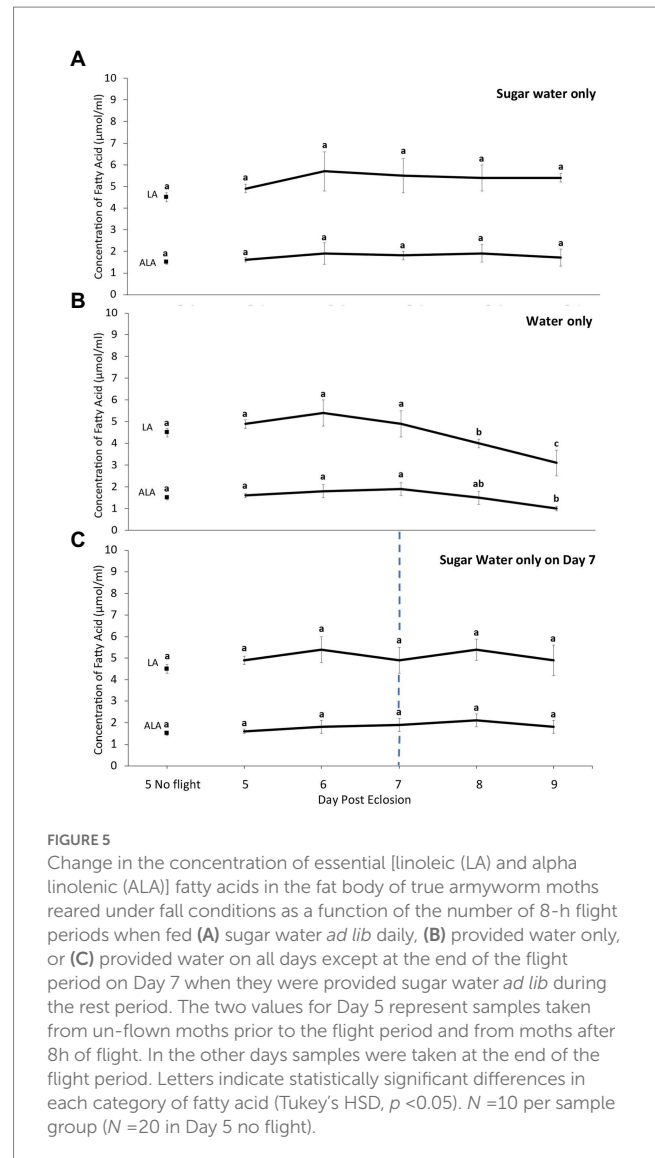 A
Sugar water only
Concentration of Fatty Acid (µmol/ml)
10
9
8
7
6
5
4
3
2
1
0
LA
a
a
a
a
a
a
ALA
a
a
a
a
a
a
B
Water only
Concentration of Fatty Acid (µmol/ml)
10
9
8
7
6
5
4
3
2
1
0
LA
a
a
a
a
b
c
ALA
a
a
a
a
ab
b
C
Sugar Water only on Day 7
Concentration of Fatty Acid (µmol/ml)
10
9
8
7
6
5
4
3
2
1
0
LA
a
a
a
a
a
a
ALA
a
a
a
a
a
a
5 No flight 5 6 7 8 9
Day Post Eclosion
FIGURE 5
Change in the concentration of essential [linoleic (LA) and alpha
linolenic (ALA)] fatty acids in the fat body of true armyworm moths
reared under fall conditions as a function of the number of 8-h flight
periods when fed (A) sugar water ad lib daily, (B) provided water only,
or (C) provided water on all days except at the end of the flight
period on Day 7 when they were provided sugar water ad lib during
the rest period. The two values for Day 5 represent samples taken
from un-flown moths prior to the flight period and from moths after
8h of flight. In the other days samples were taken at the end of the
flight period. Letters indicate statistically significant differences in
each category of fatty acid (Tukey's HSD, p <0.05). N =10 per sample
group (N =20 in Day 5 no flight).